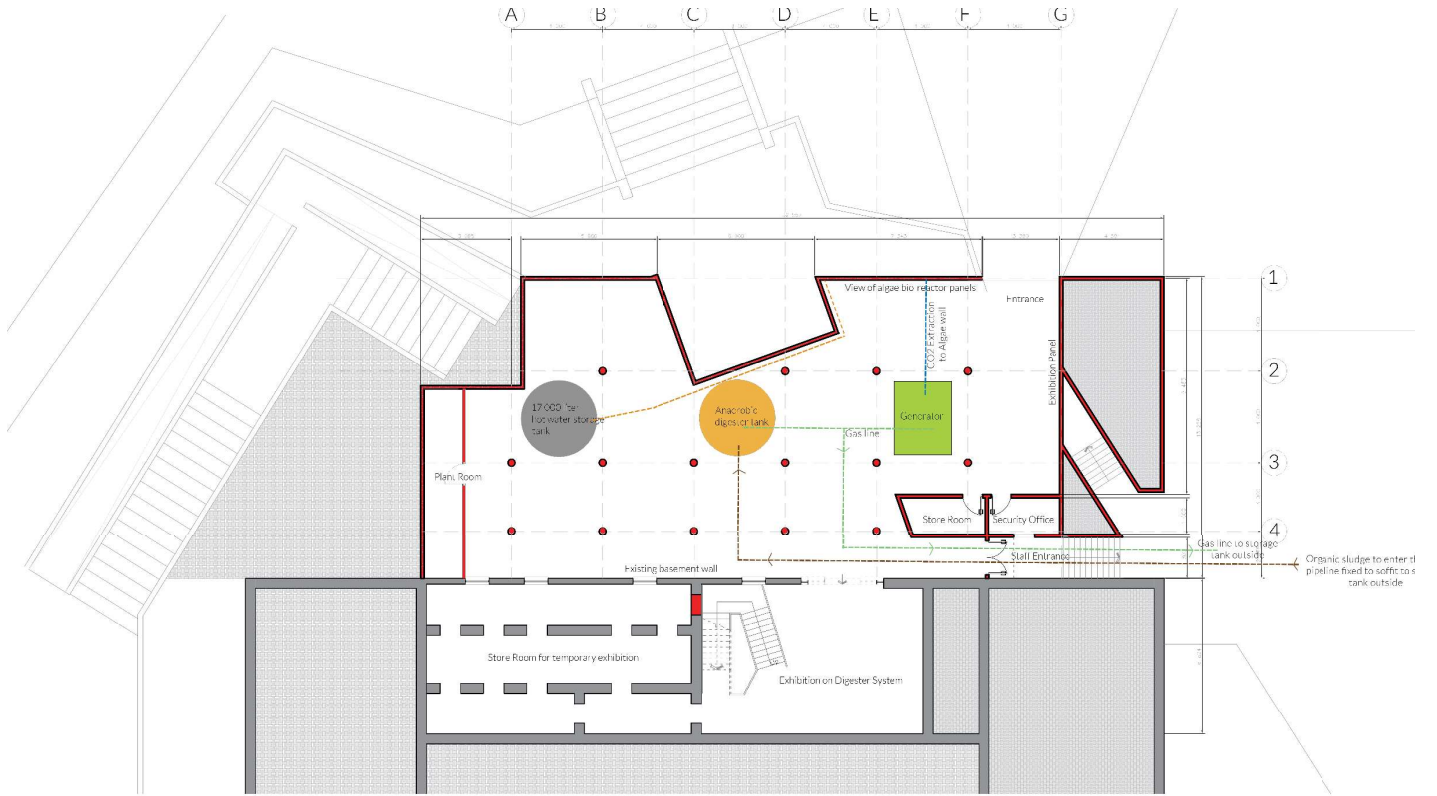 A B C D E F G
1
View of algae bio reactor panels
Entrance
CO2 Extraction
to Algae wall
Exhibition Panel
2
17 000 liter
hot water storage
tank
Anaerobic
digester tank
Generator
Gas line
3
Plant Room
Store Room
Security Office
4
Gas line to storage
tank outside
Staff Entrance
Organic sludge to enter
pipeline fixed to soffit to
tank outside
Existing basement wall
Store Room for temporary exhibition
Exhibition on Digester System